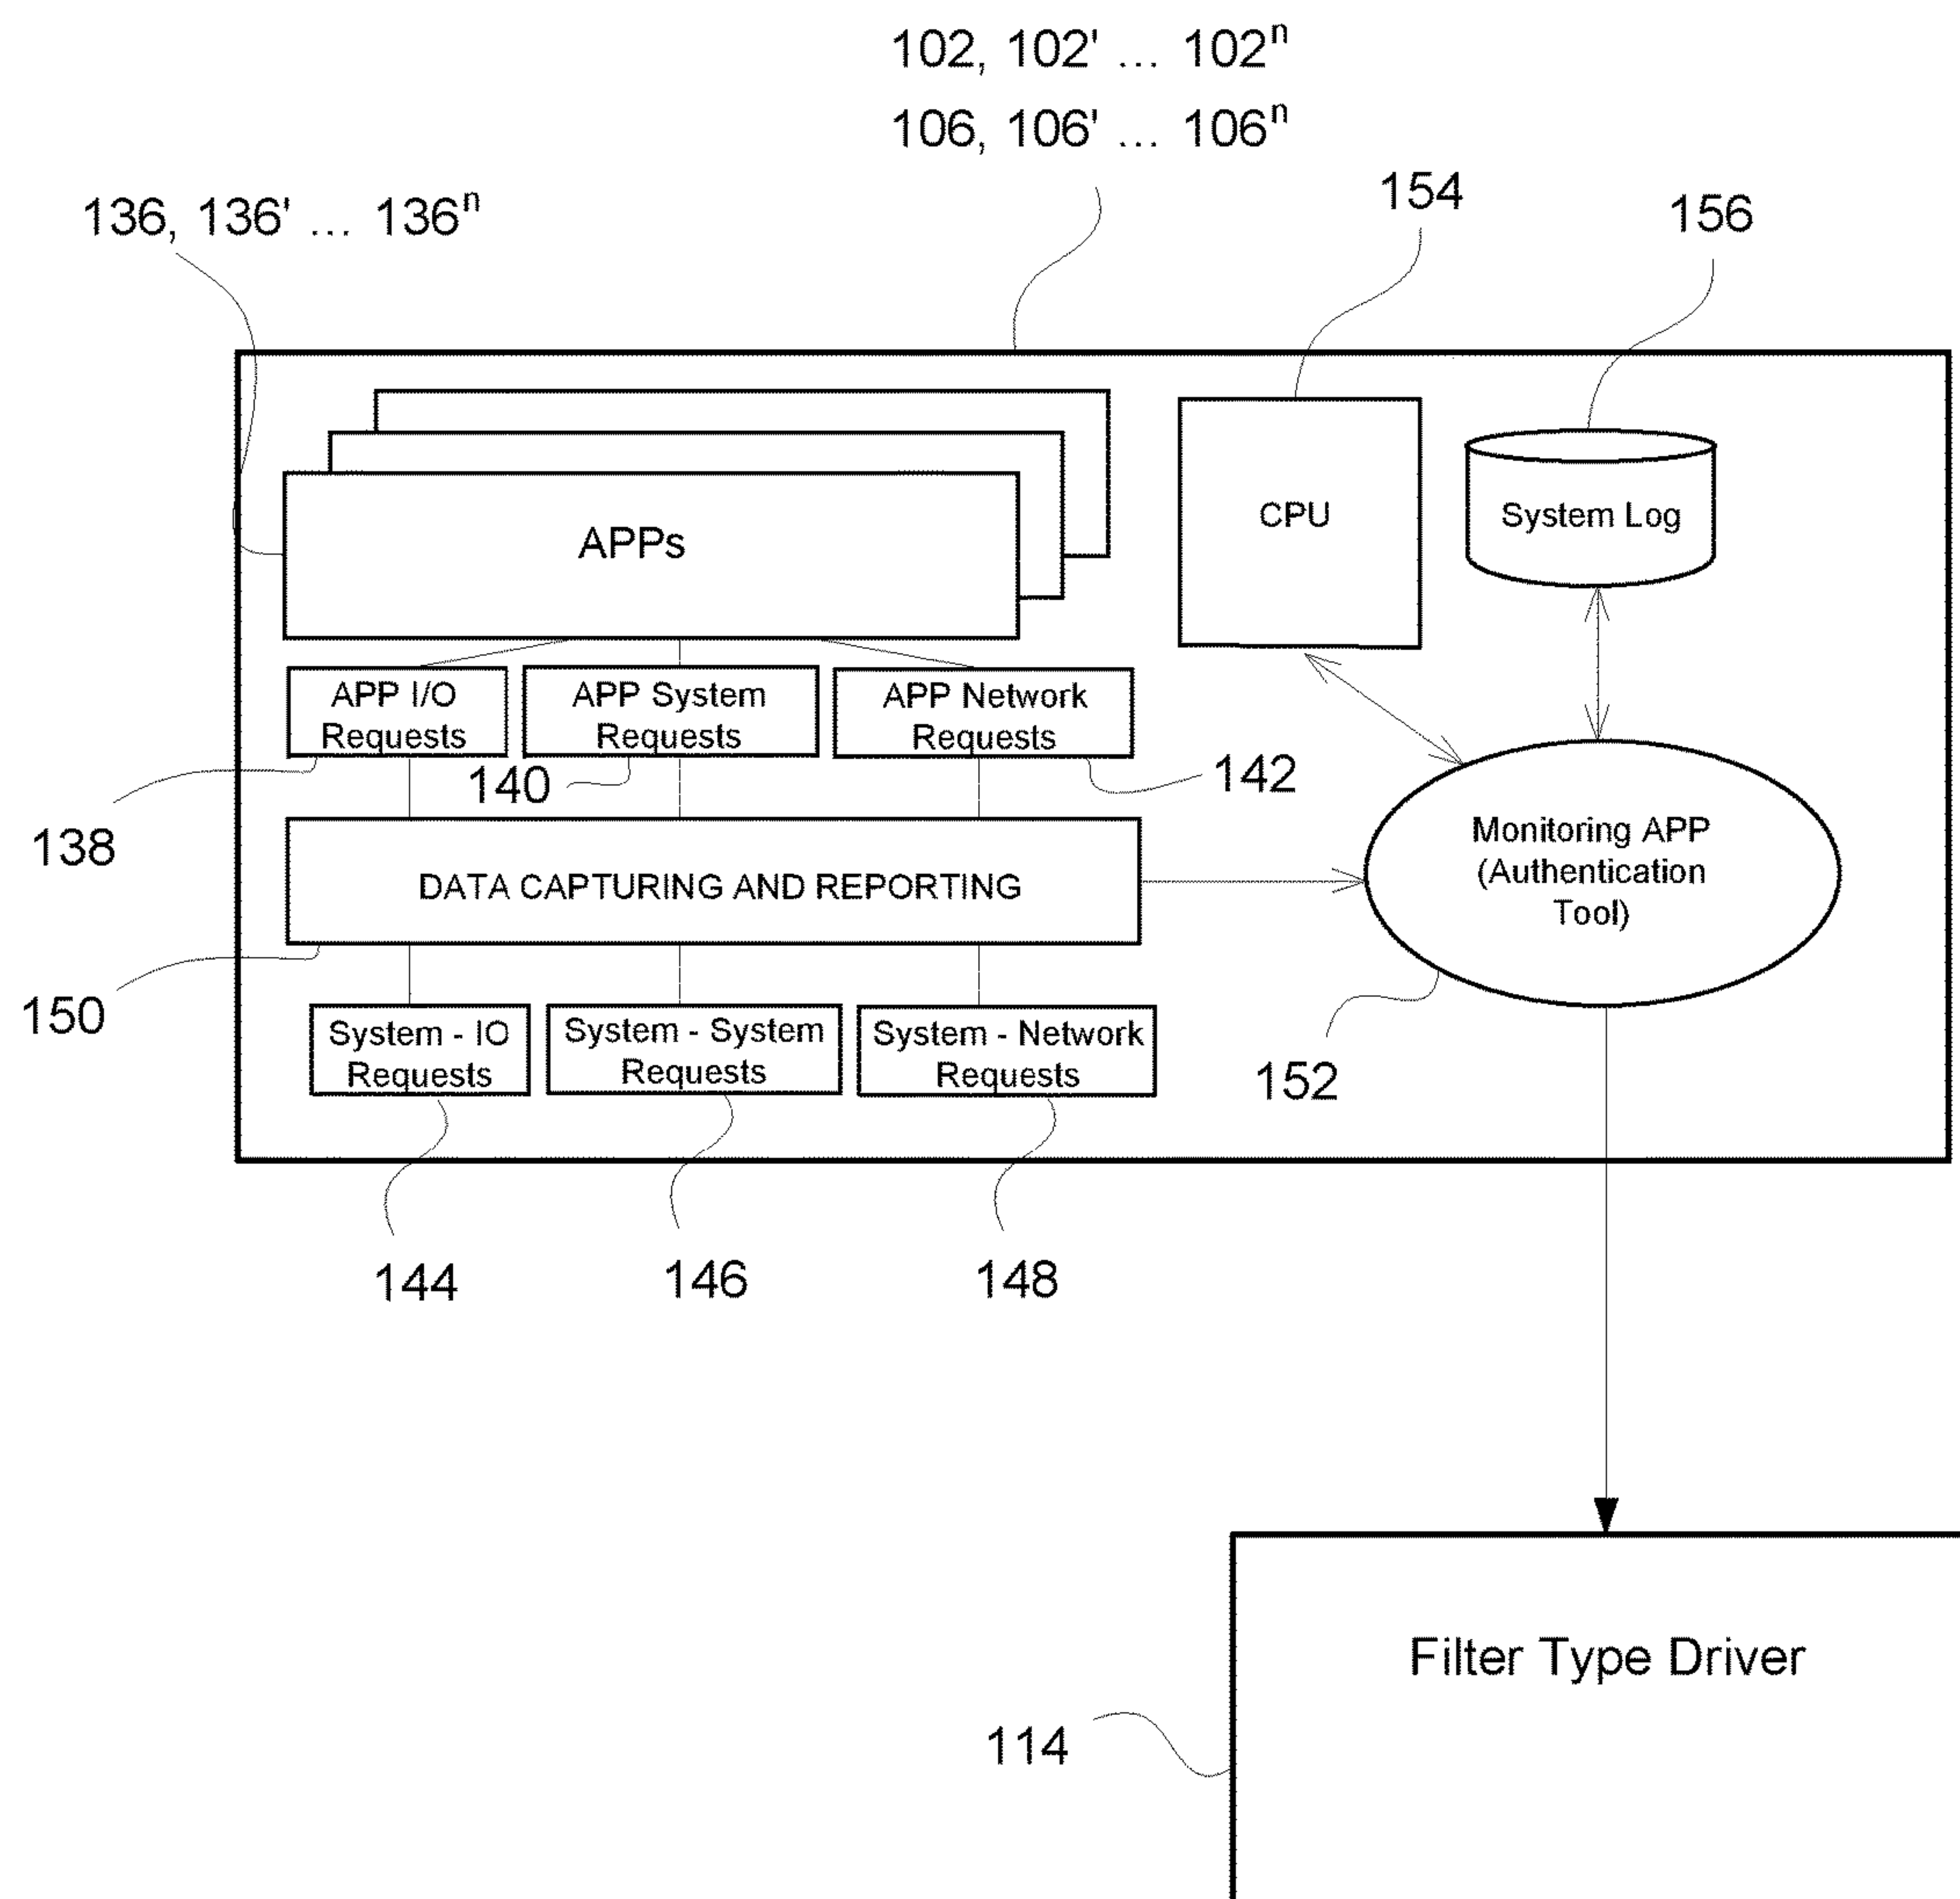 102, 102' ... 102ⁿ
106, 106' ... 106ⁿ
136, 136' ... 136ⁿ
154
156
APPs
CPU
System Log
APP I/O
Requests
APP System
Requests
APP Network
Requests
138
140
142
DATA CAPTURING AND REPORTING
Monitoring APP
(Authentication
Tool)
150
152
System - IO
Requests
System - System
Requests
System - Network
Requests
144
146
148
Filter Type Driver
114